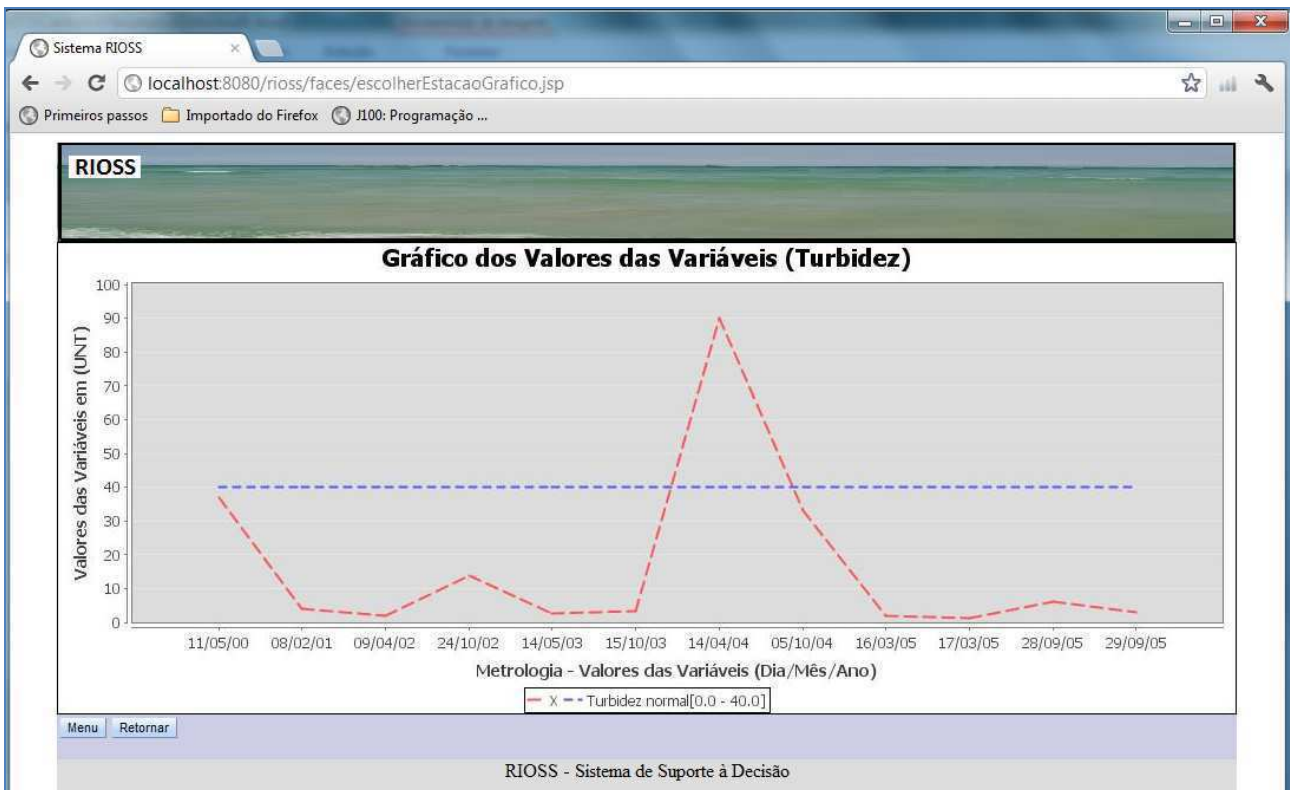 Sistema RIOSS
localhost:8080/rioss/faces/escolherEstacaoGrafico.jsp
Primeiros passos Importado do Firefox J100: Programação ...
RIOSS
Gráfico dos Valores das Variáveis (Turbidez)
Valores das Variáveis em (UNT)
100
90
80
70
60
50
40
30
20
10
0
11/05/00 08/02/01 09/04/02 24/10/02 14/05/03 15/10/03 14/04/04 05/10/04 16/03/05 17/03/05 28/09/05 29/09/05
Metrologia - Valores das Variáveis (Dia/Mês/Ano)
X Turbidez normal[0.0 - 40.0]
Menu Retornar
RIOSS - Sistema de Suporte à Decisão